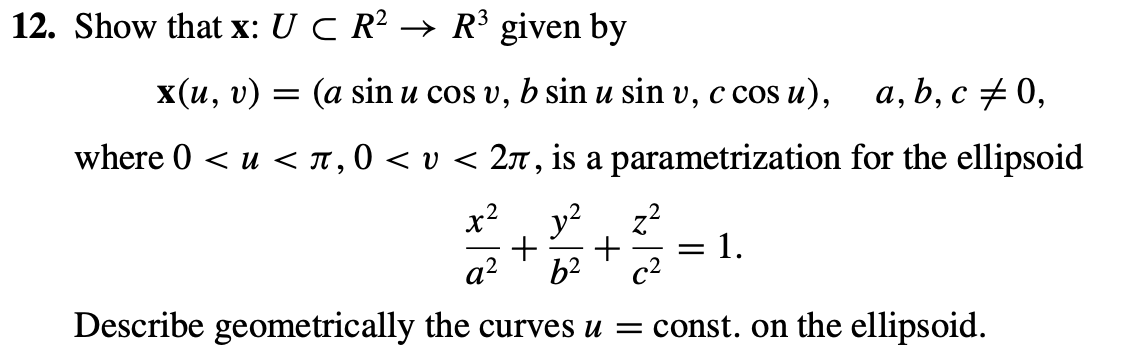 12. Show that x: U ⊂ R² → R³ given by
x(u, v) = (a sin u cos v, b sin u sin v, c cos u), a, b, c ≠ 0,
where 0 < u < π, 0 < v < 2π, is a parametrization for the ellipsoid
x²/a² + y²/b² + z²/c² = 1.
Describe geometrically the curves u = const. on the ellipsoid.